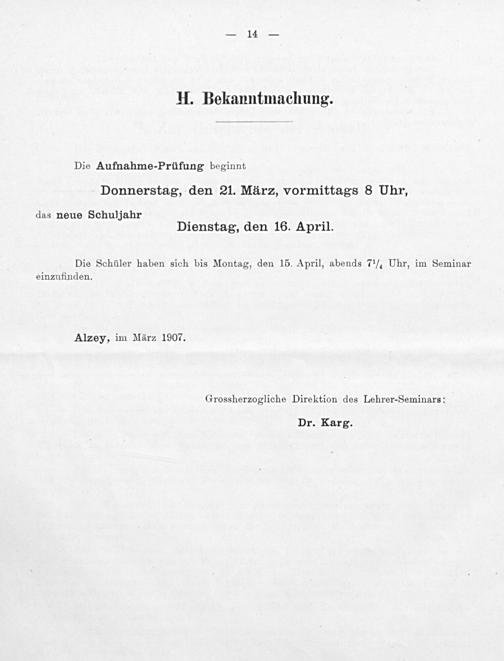 — 14 —
H. Bekanntmachung.
Die Aufnahme-Prüfung beginnt
Donnerstag, den 21. März, vormittags 8 Uhr,
das neue Schuljahr
Dienstag, den 16. April.
Die Schüler haben sich bis Montag, den 15. April, abends 7¹/₄ Uhr, im Seminar
einzufinden.
Alzey, im März 1907.
Grossherzogliche Direktion des Lehrer-Seminars:
Dr. Karg.